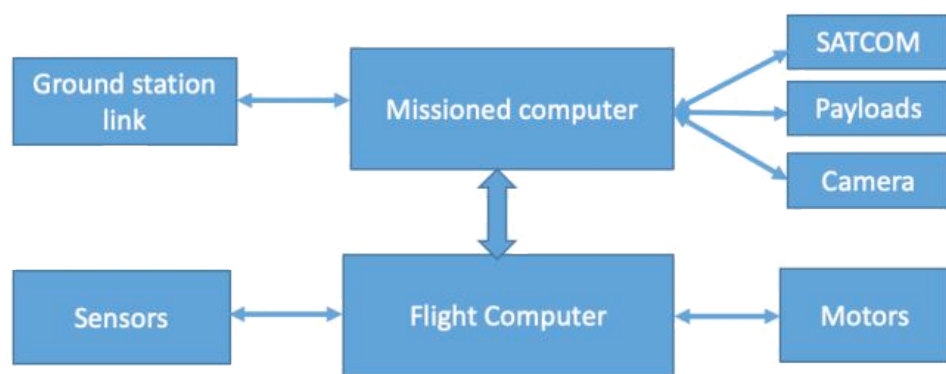 SATCOM
Ground station
link
Missioned computer
Payloads
Camera
Sensors
Flight Computer
Motors